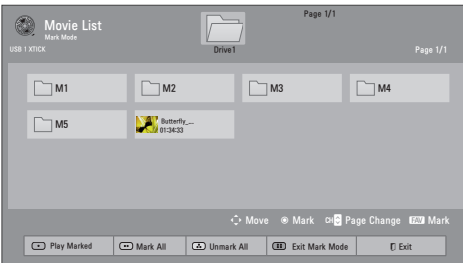 Movie List
Mark Mode
USB 1 XTICK
Drive1
Page 1/1
Page 1/1
M1
M2
M3
M4
M5
Butterfly_...
01:34:33
Move
Mark
CH
Page Change
FAV
Mark
Play Marked
Mark All
Unmark All
Exit Mark Mode
Exit